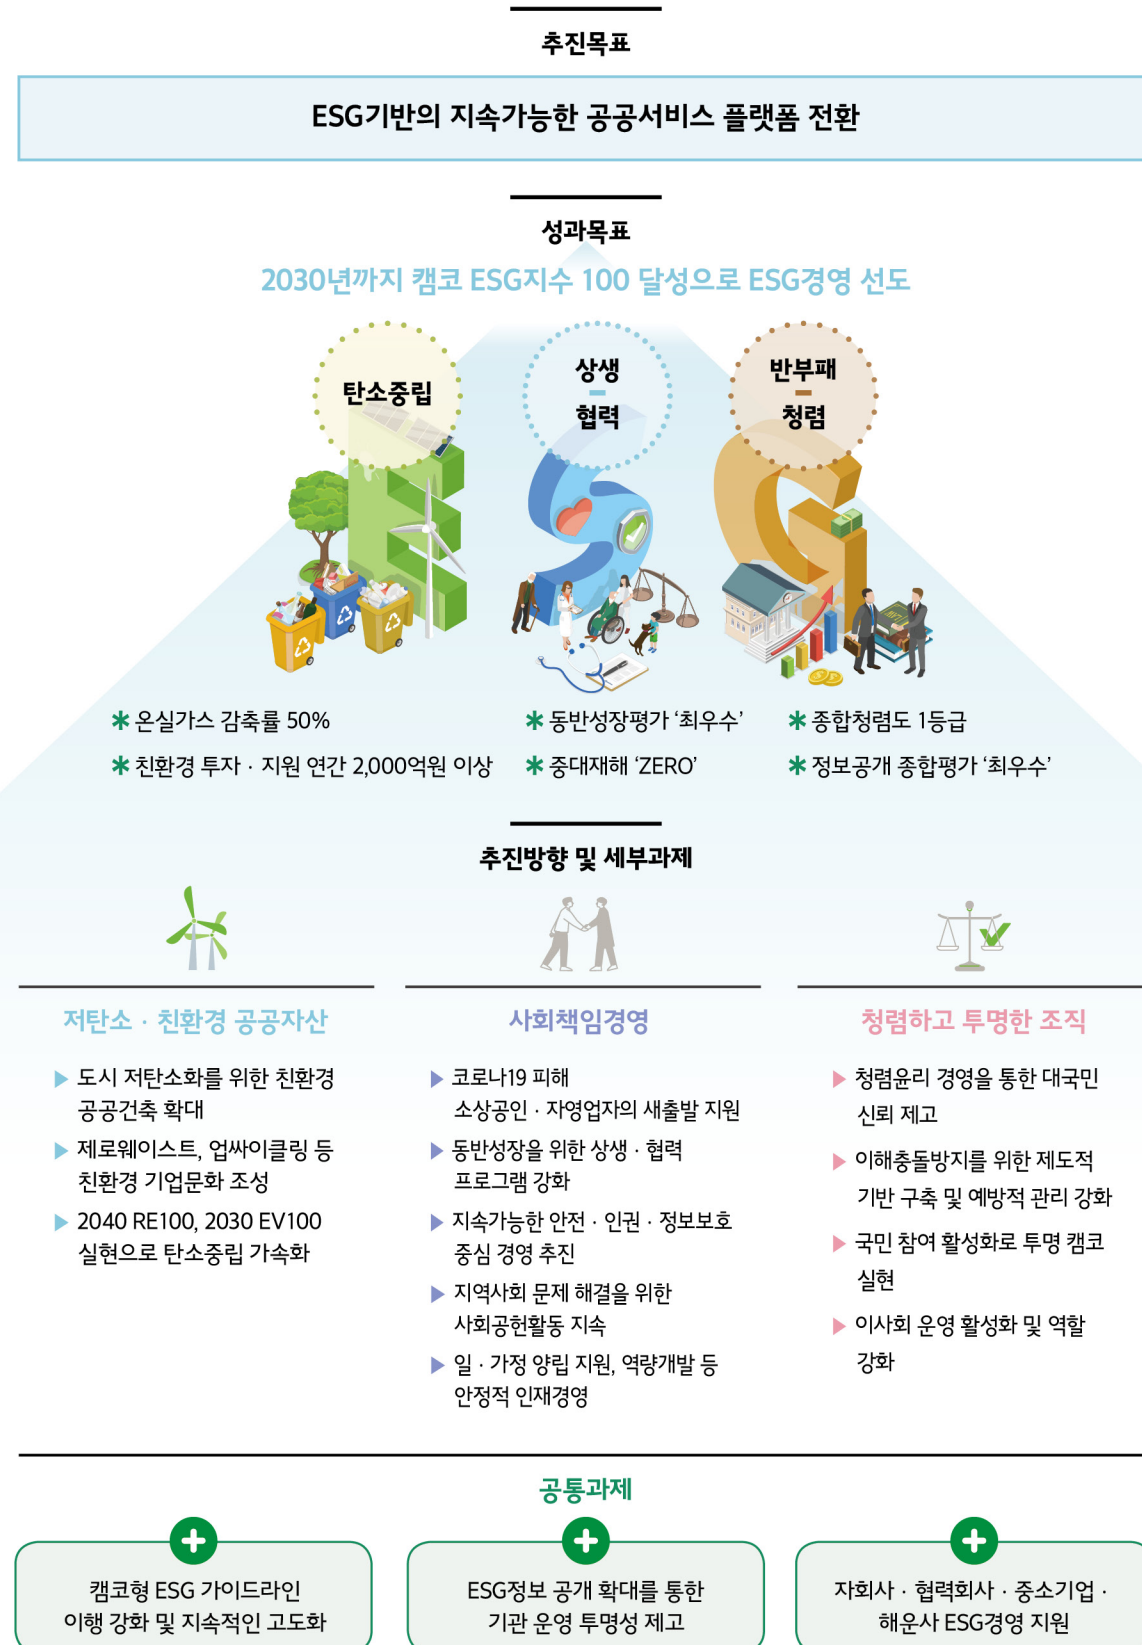 추진목표
ESG기반의 지속가능한 공공서비스 플랫폼 전환
성과목표
2030년까지 캠코 ESG지수 100 달성으로 ESG경영 선도
탄소중립
상생
협력
반부패
청렴
온실가스 감축률 50%
친환경 투자 · 지원 연간 2,000억원 이상
동반성장평가 ‘최우수’
중대재해 ‘ZERO’
종합청렴도 1등급
정보공개 종합평가 ‘최우수’
추진방향 및 세부과제
저탄소 · 친환경 공공자산
도시 저탄소화를 위한 친환경
공공건축 확대
제로웨이스트, 업싸이클링 등
친환경 기업문화 조성
2040 RE100, 2030 EV100
실현으로 탄소중립 가속화
사회책임경영
코로나19 피해
소상공인 · 자영업자의 새출발 지원
동반성장을 위한 상생 · 협력
프로그램 강화
지속가능한 안전 · 인권 · 정보보호
중심 경영 추진
지역사회 문제 해결을 위한
사회공헌활동 지속
일 · 가정 양립 지원, 역량개발 등
안정적 인재경영
청렴하고 투명한 조직
청렴윤리 경영을 통한 대국민
신뢰 제고
이해충돌방지를 위한 제도적
기반 구축 및 예방적 관리 강화
국민 참여 활성화로 투명 캠코
실현
이사회 운영 활성화 및 역할
강화
공통과제
캠코형 ESG 가이드라인
이행 강화 및 지속적인 고도화
ESG정보 공개 확대를 통한
기관 운영 투명성 제고
자회사 · 협력회사 · 중소기업 ·
해운사 ESG경영 지원